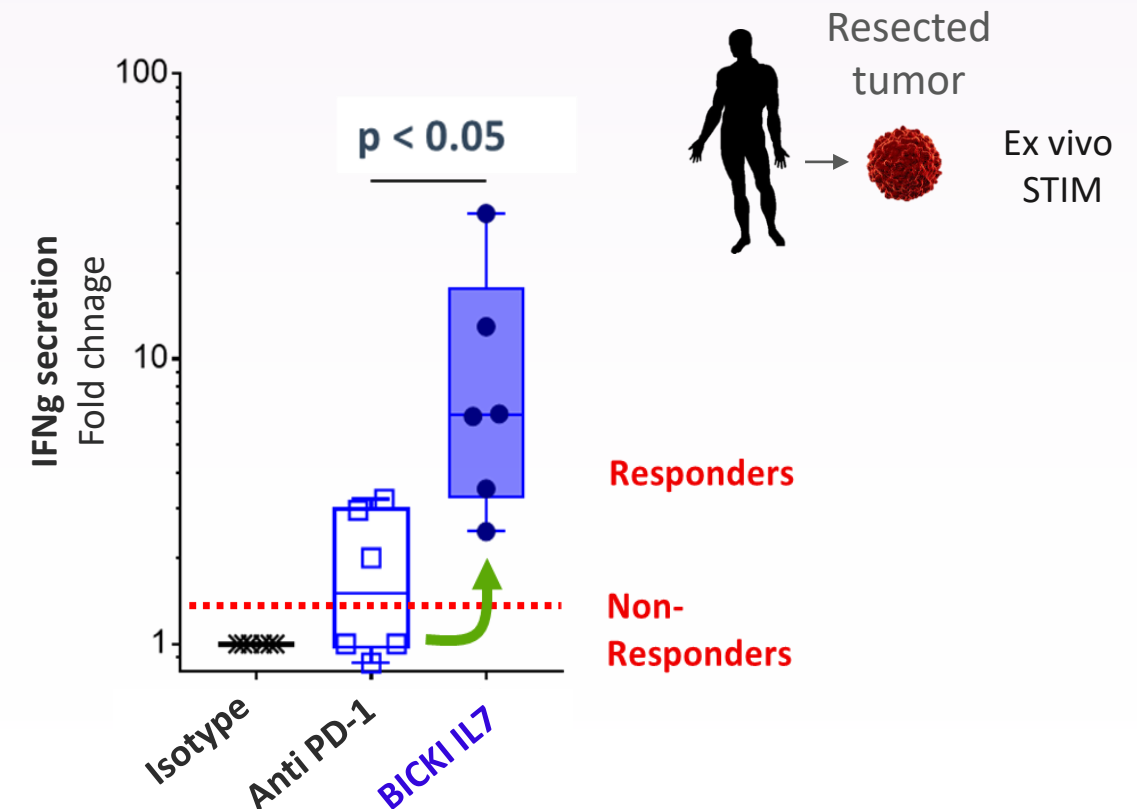 Resected
tumor
Ex vivo
STIM
100
10
1
IFNg secretion
Fold chnage
p < 0.05
Responders
Non-
Responders
Isotype
Anti PD-1
BICKI IL7